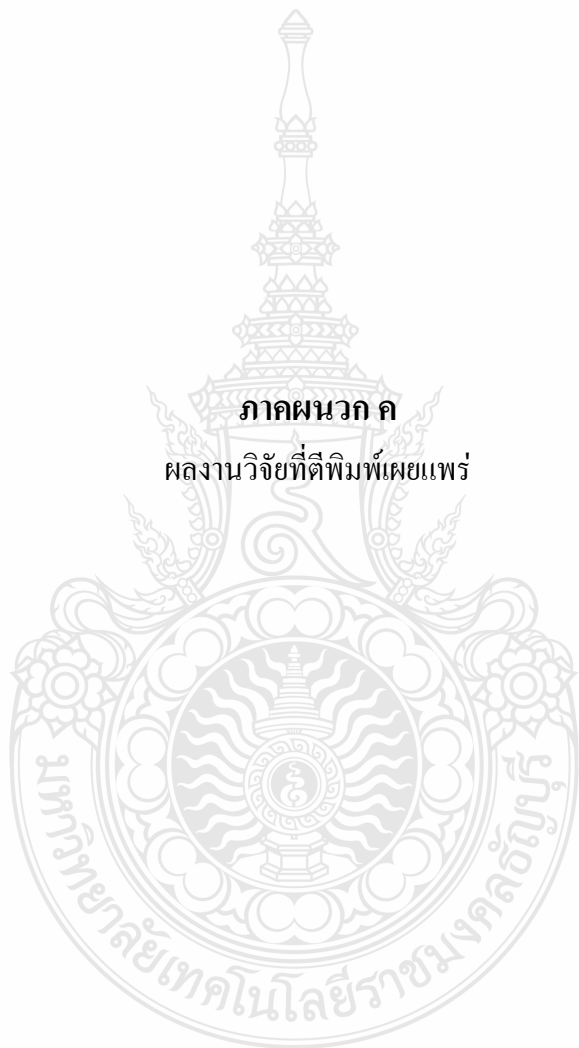 ภาคผนวก ค
ผลงานวิจัยที่ตีพิมพ์เผยแพร่
มหาวิทยาลัยเทคโนโลยีราชมงคลธัญบุรี